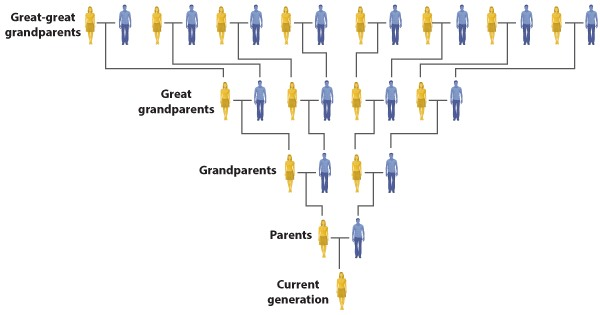 Great-great
grandparents
Great
grandparents
Grandparents
Parents
Current
generation